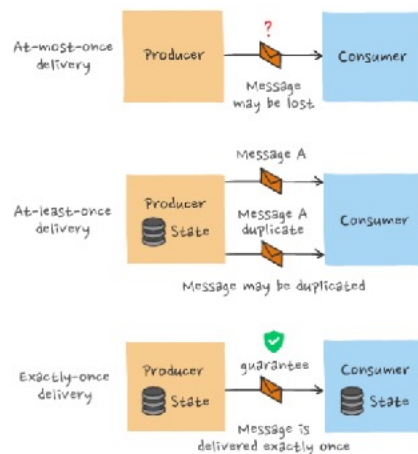 At-most-once
delivery
Producer
?
Message
may be lost
Consumer
At-least-once
delivery
Producer
State
Message A
Message A
duplicate
Consumer
Message may be duplicated
Exactly-once
delivery
Producer
State
guarantee
Message is
delivered exactly once
Consumer
State